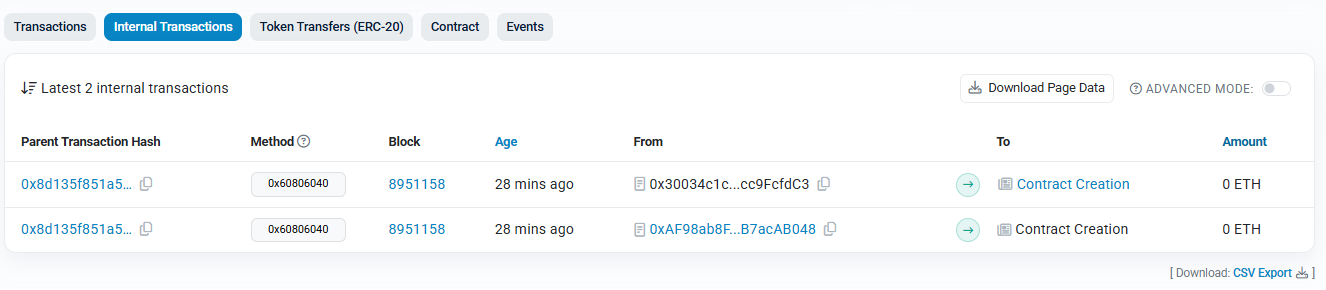 Transactions Internal Transactions Token Transfers (ERC-20) Contract Events
Latest 2 internal transactions Download Page Data ADVANCED MODE:
Parent Transaction Hash Method Block Age From To Amount
0x8d135f851a5... 0x60806040 8951158 28 mins ago 0x30034c1c...cc9FcfdC3 Contract Creation 0 ETH
0x8d135f851a5... 0x60806040 8951158 28 mins ago 0xAF98ab8F...B7acAB048 Contract Creation 0 ETH
[ Download: CSV Export ]